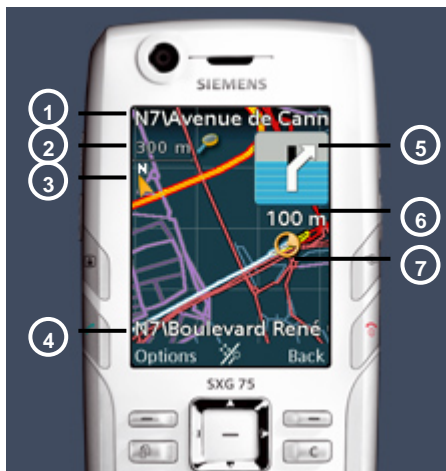 SIEMENS
1
N7\Avenue de Cann
2
300 m
3
N
5
100 m
6
7
4
N7\Boulevard René
Options
Back
SXG 75
C